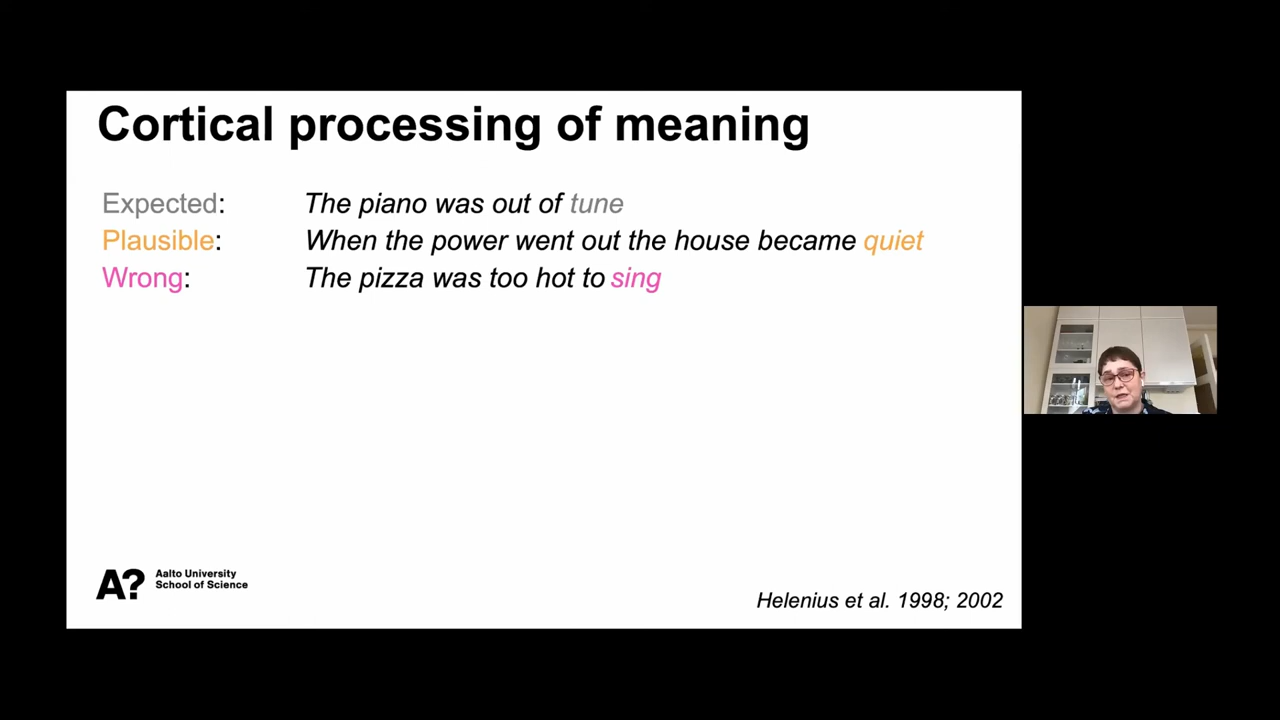 Cortical processing of meaning
Expected: The piano was out of tune
Plausible: When the power went out the house became quiet
Wrong: The pizza was too hot to sing
A? Aalto University
School of Science
Helenius et al. 1998; 2002